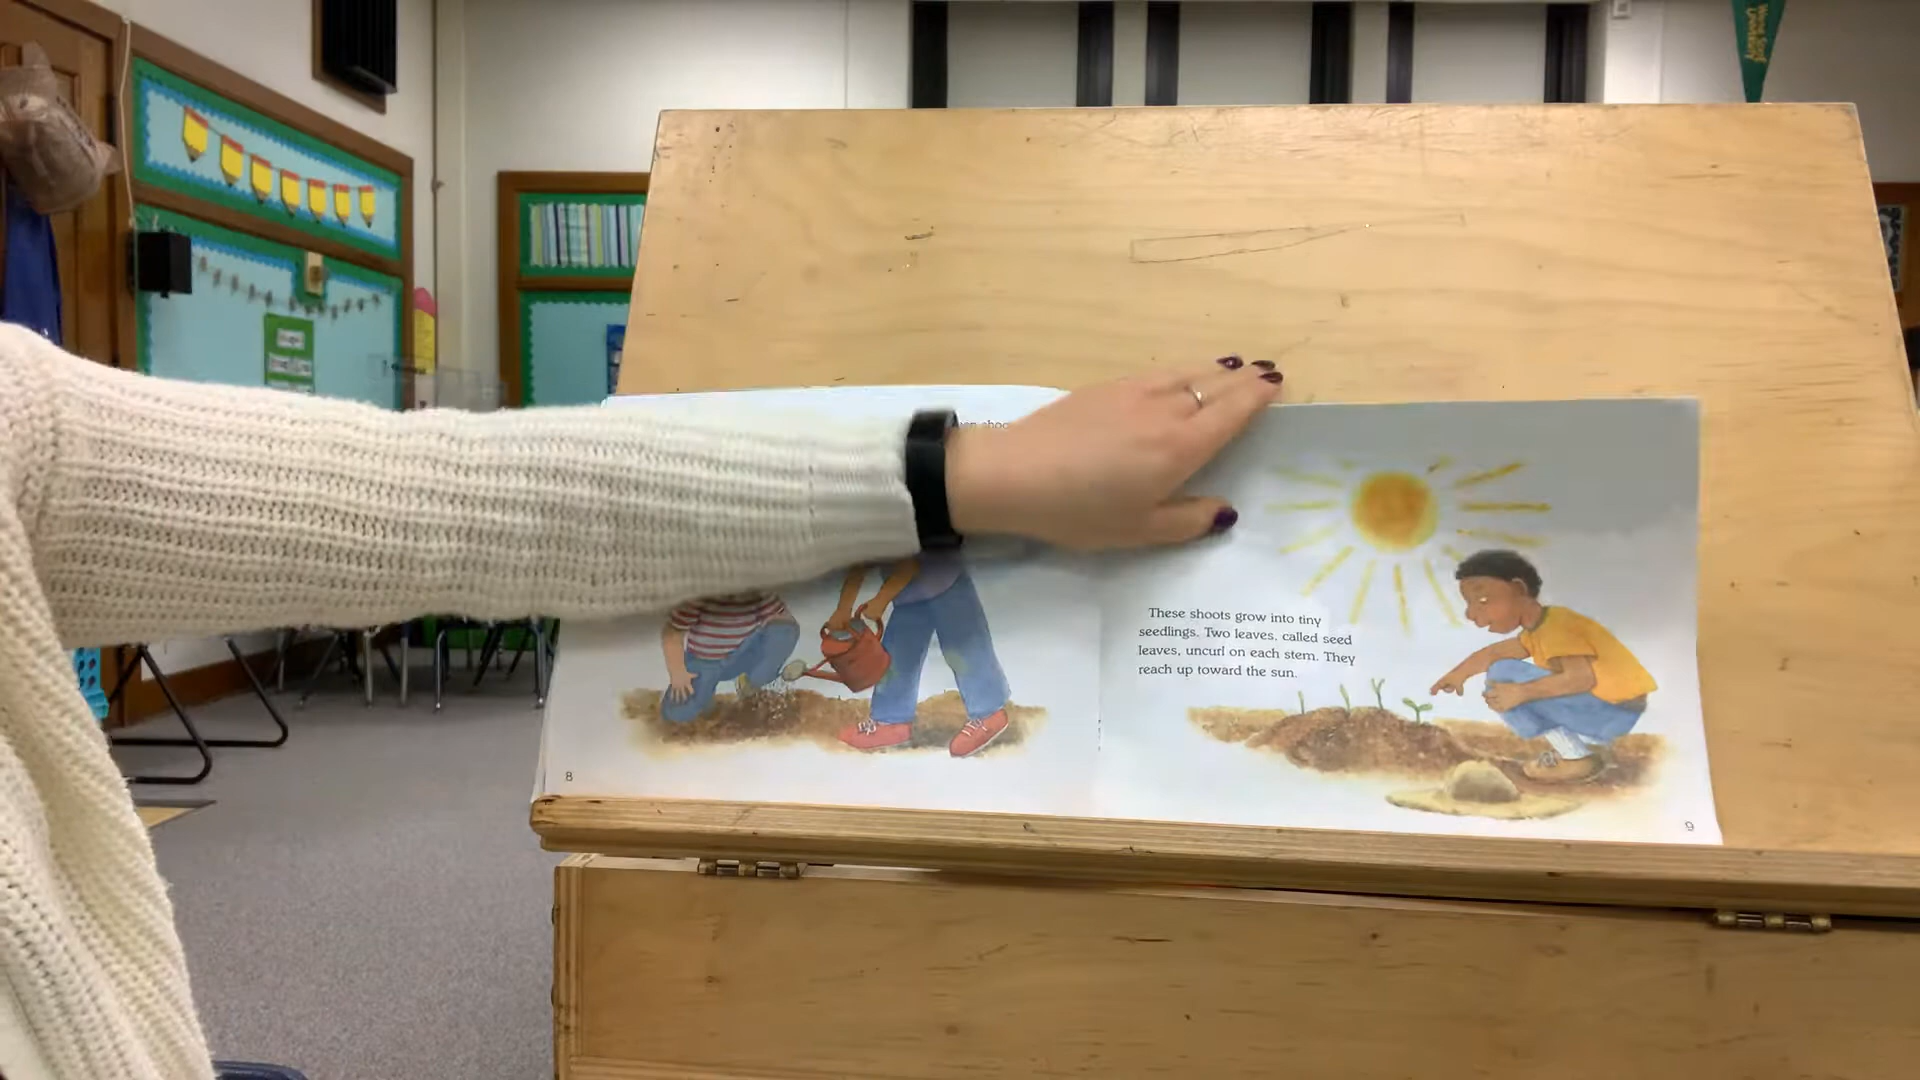 8
These shoots grow into tiny
seedlings. Two leaves, called seed
leaves, uncurl on each stem. They
reach up toward the sun.
9